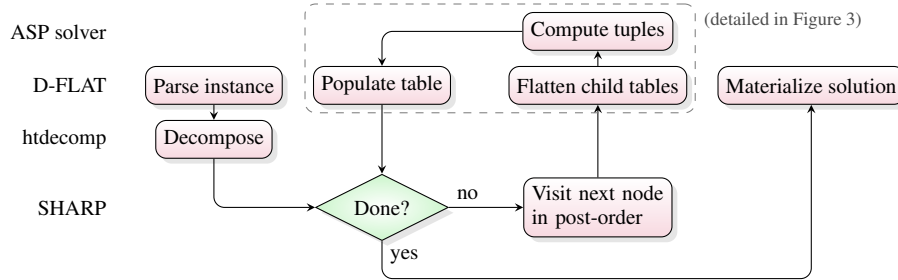 ASP solver
Compute tuples
(detailed in Figure 3)
D-FLAT
Parse instance
Populate table
Flatten child tables
Materialize solution
htdecomp
Decompose
SHARP
Done?
no
Visit next node
in post-order
yes